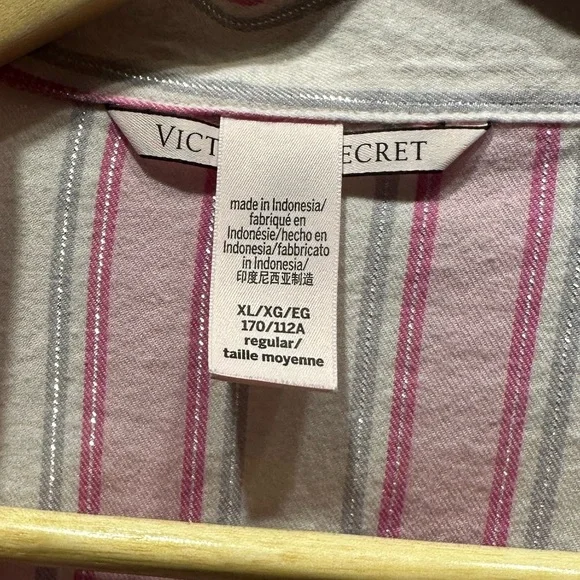 VICT ECRET
made in Indonesia/
fabriqué en
Indonésie/hecho en
Indonesia/fabbricato
in Indonesia/
印度尼西亚制造
XL/XG/EG
170/112A
regular/
taille moyenne